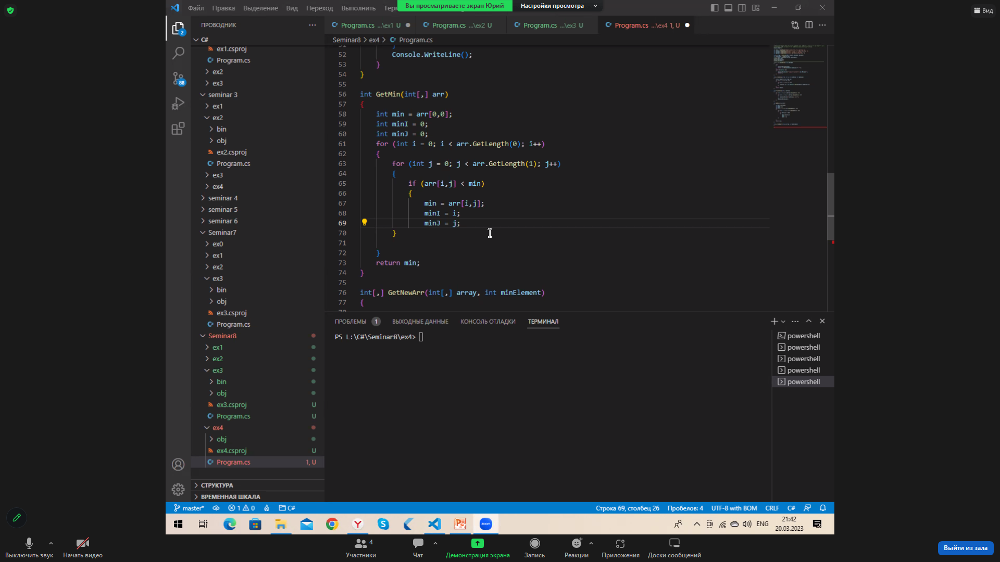 Вы просматриваете экран Юрий
Настройки просмотра
Вид
Файл Правка Выделение Вид Переход Выполнить
ПРОВОДНИК
Program.cs ...\ex1 U
Program.cs ...\ex2 U
Program.cs ...\ex3 U
Program.cs ...\ex4 1, U
Seminar8 > ex4 > Program.cs
C#
ex1.csproj
Program.cs
ex2
ex3
seminar 3
ex1
ex2
bin
obj
ex2.csproj
Program.cs
ex3
ex4
seminar 4
seminar 5
seminar 6
Seminar7
ex0
ex1
ex2
ex3
bin
obj
ex3.csproj
Program.cs
Seminar8
ex1
ex2
ex3
bin
obj
ex3.csproj U
Program.cs U
ex4
obj
ex4.csproj U
Program.cs 1, U
СТРУКТУРА
ВРЕМЕННАЯ ШКАЛА
2
88
52 Console.WriteLine();
53 }
54 }
55
56 int GetMin(int[,] arr)
57 {
58 int min = arr[0,0];
59 int minI = 0;
60 int minJ = 0;
61 for (int i = 0; i < arr.GetLength(0); i++)
62 {
63 for (int j = 0; j < arr.GetLength(1); j++)
64 {
65 if (arr[i,j] < min)
66 {
67 min = arr[i,j];
68 minI = i;
69 minJ = j;
70 }
71
72 }
73 return min;
74 }
75
76 int[,] GetNewArr(int[,] array, int minElement)
77 {
ПРОБЛЕМЫ 1 ВЫХОДНЫЕ ДАННЫЕ КОНСОЛЬ ОТЛАДКИ ТЕРМИНАЛ
PS L:\C#\Seminar8\ex4>
powershell
powershell
powershell
powershell
powershell
master* 1 0 C#
Строка 69, столбец 26 Пробелов: 4 UTF-8 with BOM CRLF C#
zoom
ENG
21:42
20.03.2023
Выключить звук
Начать видео
4
Участники
Чат
Демонстрация экрана
Запись
Реакции
Приложения
Доски сообщений
Выйти из зала